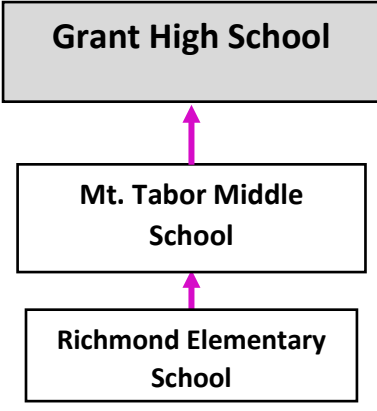 Grant High School
Mt. Tabor Middle
School
Richmond Elementary
School